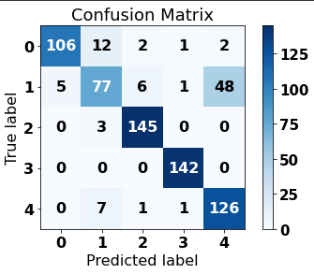 Confusion Matrix
0 106 12 2 1 2
1 5 77 6 1 48
2 0 3 145 0 0
3 0 0 0 142 0
4 0 7 1 1 126
0 1 2 3 4
True label
Predicted label
125
100
75
50
25
0